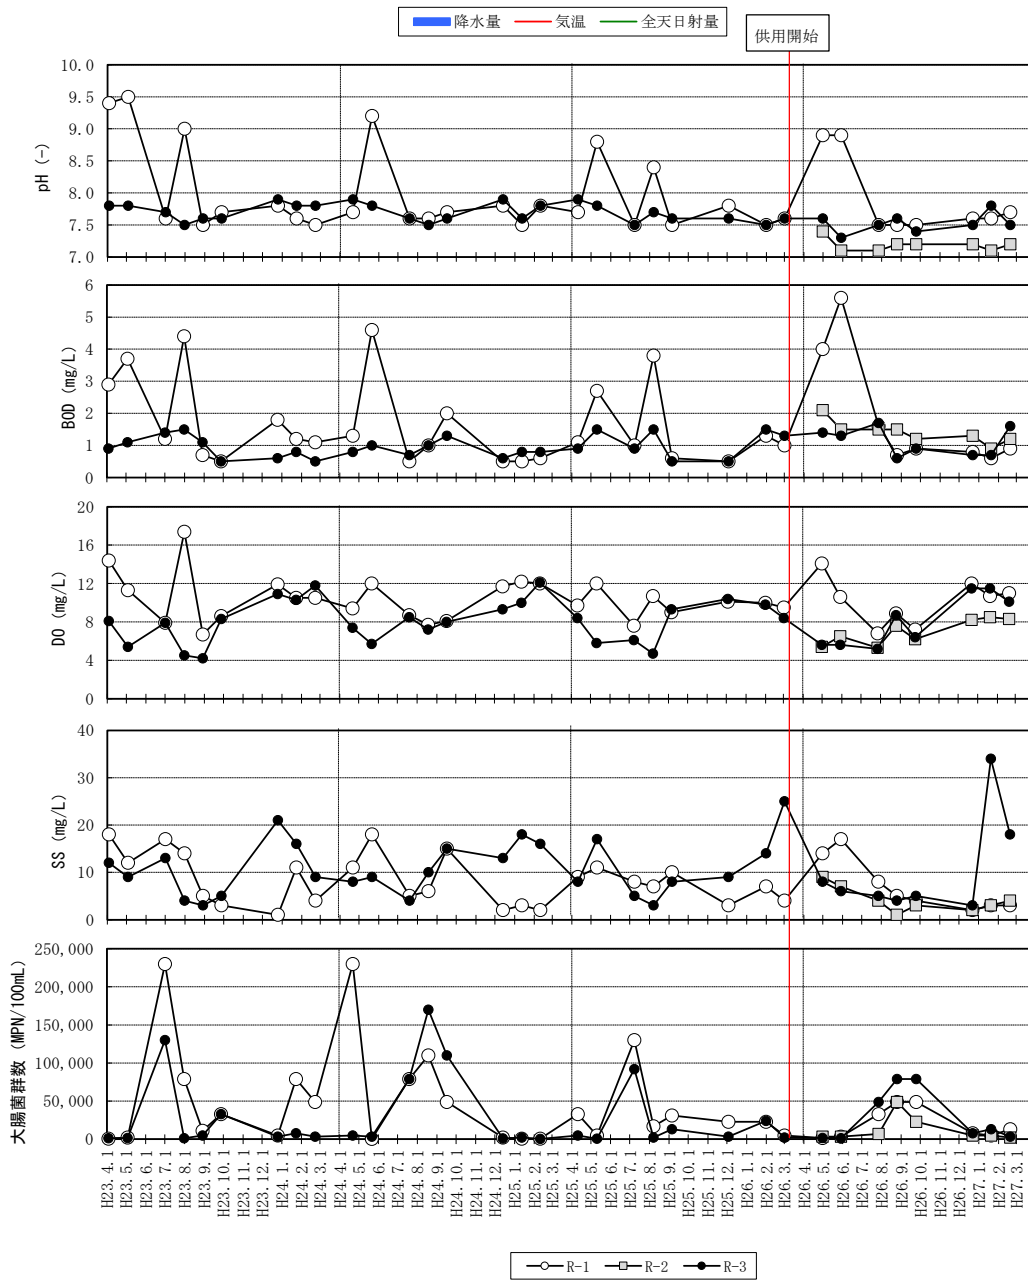 降水量 気温 全天日射量
供用開始
pH (-)
10.0
9.5
9.0
8.5
8.0
7.5
7.0
BOD (mg/L)
6
5
4
3
2
1
0
DO (mg/L)
20
16
12
8
4
0
SS (mg/L)
40
30
20
10
0
大腸菌群数 (MPN/100mL)
250,000
200,000
150,000
100,000
50,000
0
H23.4.1
H23.5.1
H23.6.1
H23.7.1
H23.8.1
H23.9.1
H23.10.1
H23.11.1
H23.12.1
H24.1.1
H24.2.1
H24.3.1
H24.4.1
H24.5.1
H24.6.1
H24.7.1
H24.8.1
H24.9.1
H24.10.1
H24.11.1
H24.12.1
H25.1.1
H25.2.1
H25.3.1
H25.4.1
H25.5.1
H25.6.1
H25.7.1
H25.8.1
H25.9.1
H25.10.1
H25.11.1
H25.12.1
H26.1.1
H26.2.1
H26.3.1
H26.4.1
H26.5.1
H26.6.1
H26.7.1
H26.8.1
H26.9.1
H26.10.1
H26.11.1
H26.12.1
H27.1.1
H27.2.1
H27.3.1
R-1 R-2 R-3